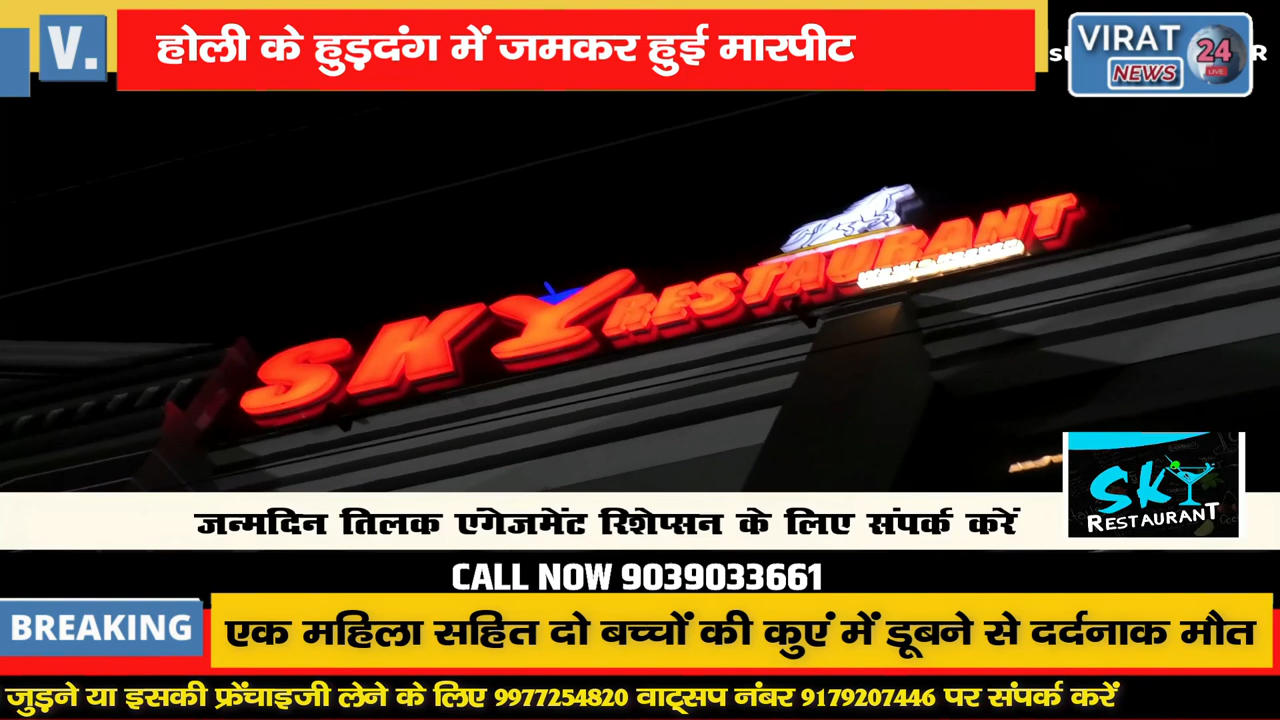 V.
होली के हुड़दंग में जमकर हुई मारपीट
VIRAT
24
NEWS
LIVE
SKY RESTAURANT
SKY
RESTAURANT
जन्मदिन तिलक एंगेजमेंट रिशेप्सन के लिए संपर्क करें
CALL NOW 9039033661
BREAKING
एक महिला सहित दो बच्चों की कुएं में डूबने से दर्दनाक मौत
जुड़ने या इसकी फ्रेंचाइजी लेने के लिए 9977254820 वाट्सप नंबर 9179207446 पर संपर्क करें